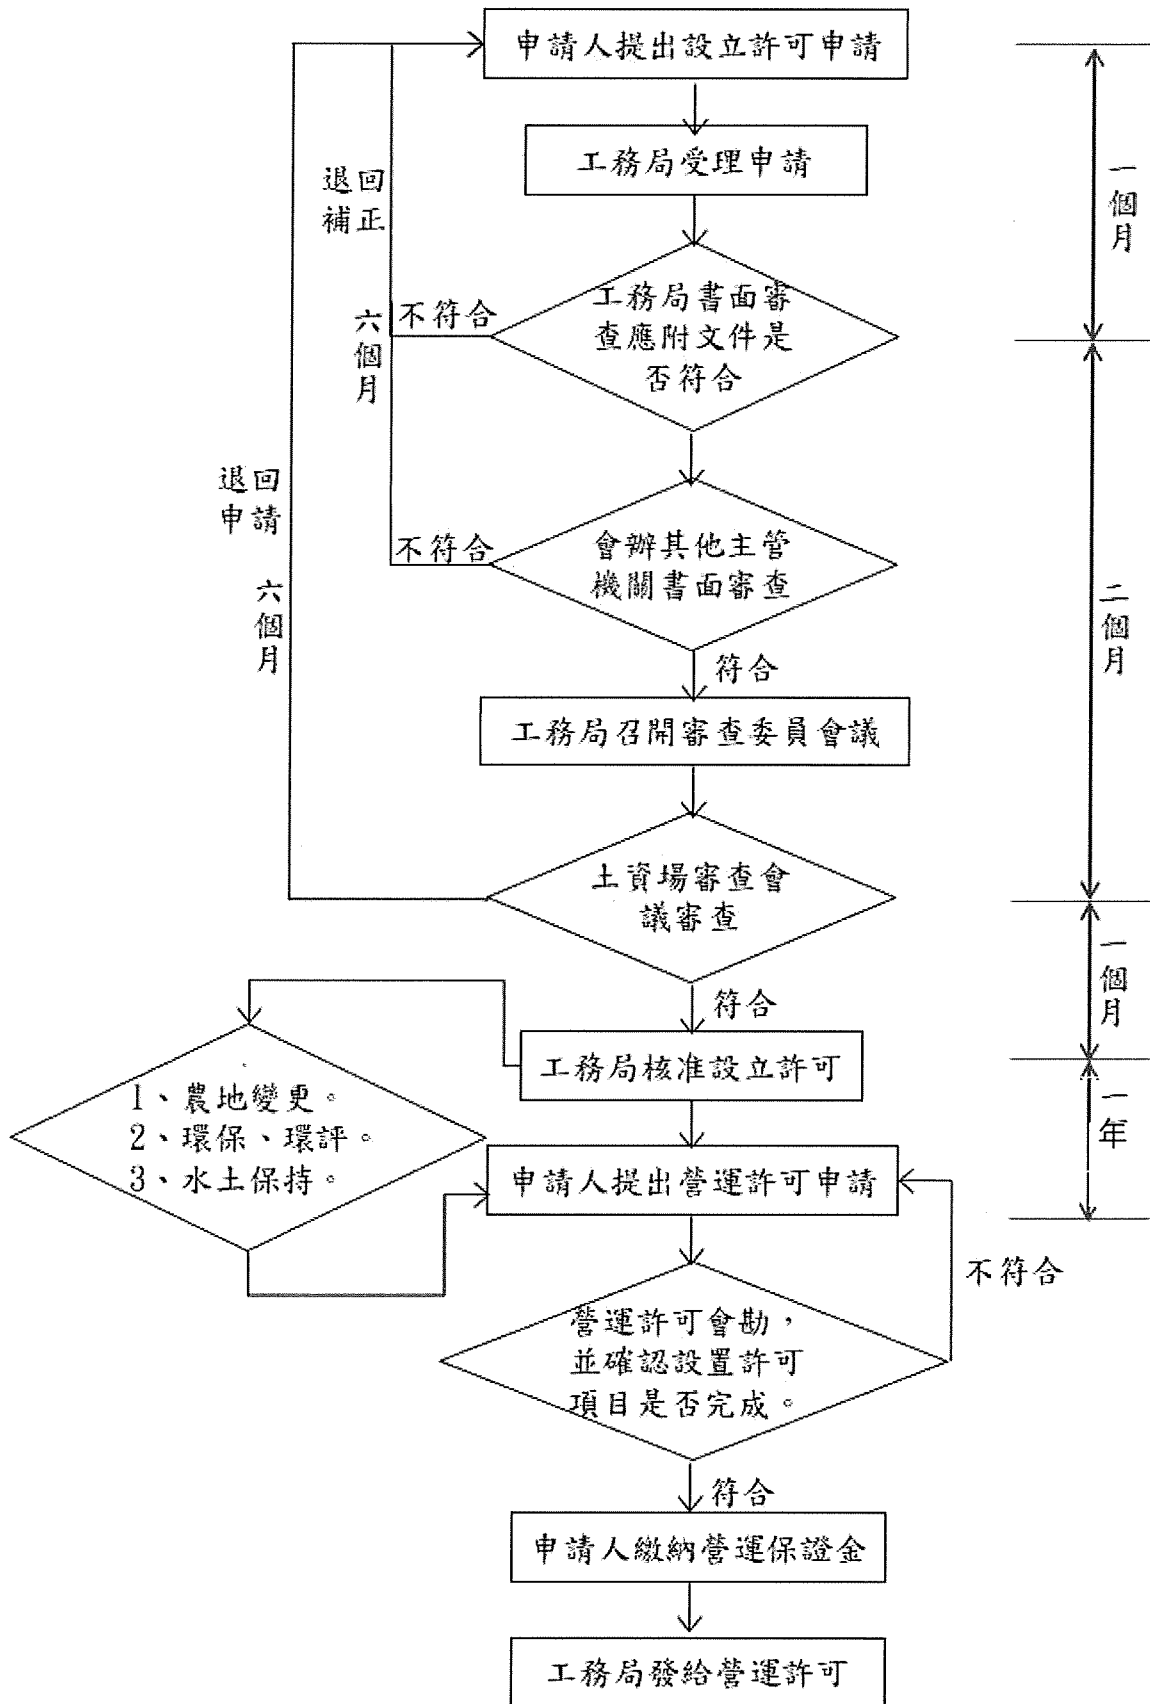 申請人提出設立許可申請
工務局受理申請
退回
補正
一個月
工務局書面審
查應附文件是
否符合
不符合
六個月
退回
申請
會辦其他主管
機關書面審查
不符合
六個月
二個月
符合
工務局召開審查委員會議
土資場審查會
議審查
一個月
符合
工務局核准設立許可
1、農地變更。
2、環保、環評。
3、水土保持。
一年
申請人提出營運許可申請
不符合
營運許可會勘，
並確認設置許可
項目是否完成。
符合
申請人繳納營運保證金
工務局發給營運許可